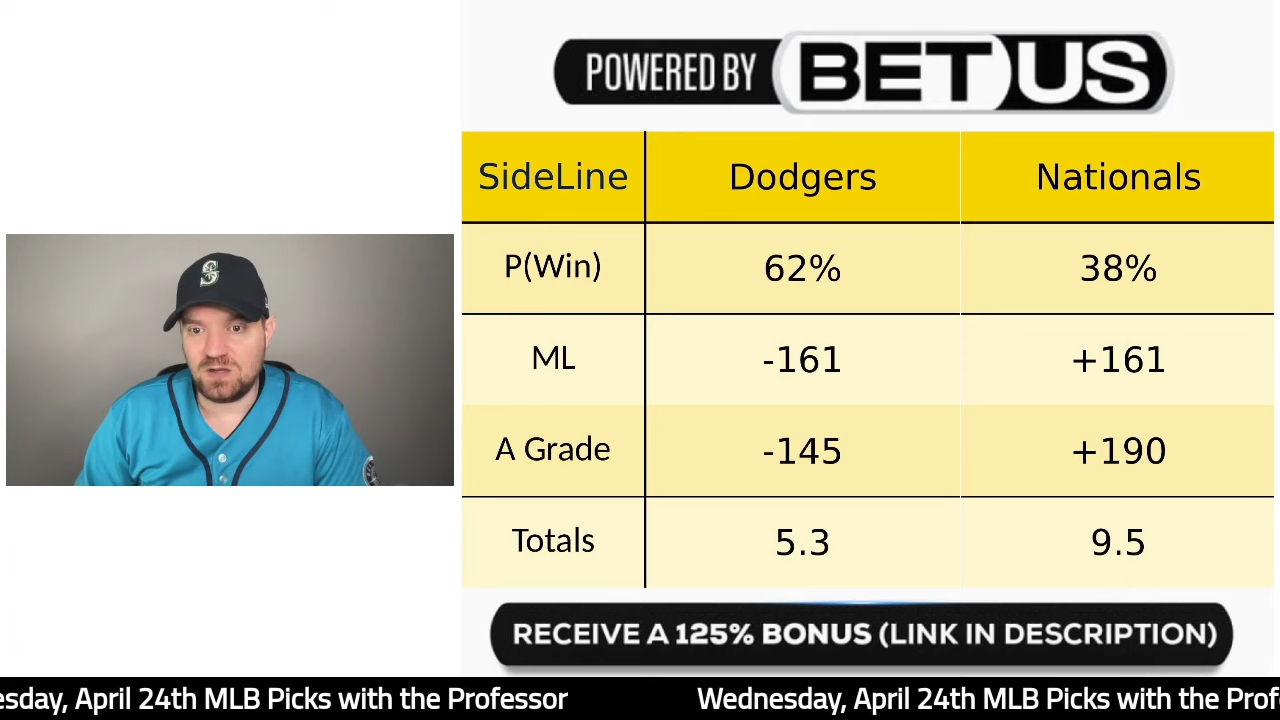 POWERED BY BETUS
SideLine Dodgers Nationals
P(Win) 62% 38%
ML -161 +161
A Grade -145 +190
Totals 5.3 9.5
RECEIVE A 125% BONUS (LINK IN DESCRIPTION)
S
esday, April 24th MLB Picks with the Professor Wednesday, April 24th MLB Picks with the Prof